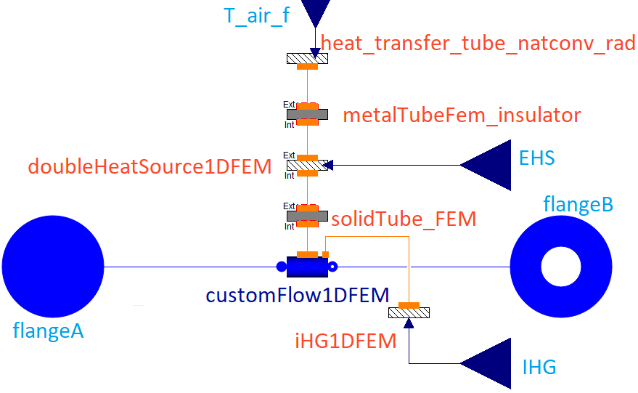 T_air_f
heat_transfer_tube_natconv_rad
Ext
Int
metalTubeFem_insulator
doubleHeatSource1DFEM
Ext
Int
EHS
Ext
Int
solidTube_FEM
flangeB
customFlow1DFEM
flangeA
iHG1DFEM
IHG